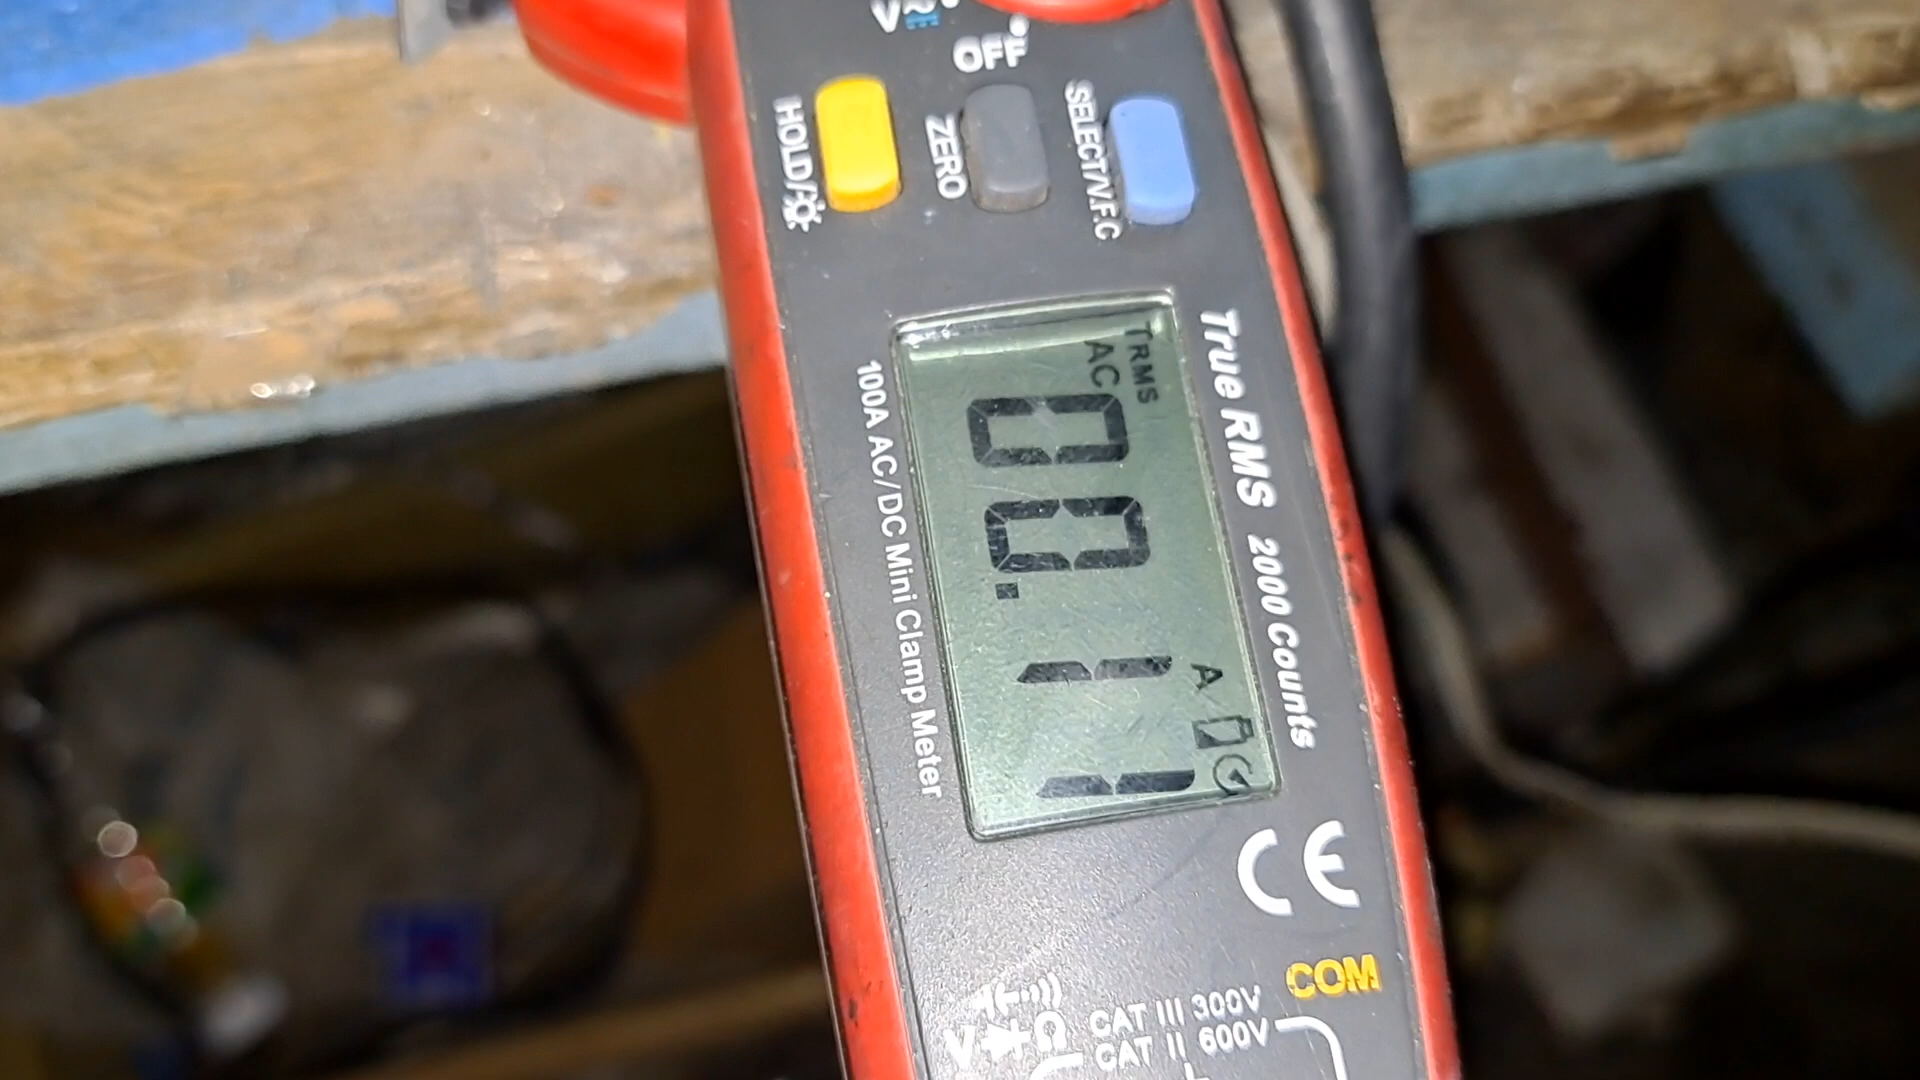 V
OFF
HOLD/
ZERO
SELECT/V.F.C
True RMS 2000 Counts
TRMS
AC
00.11
A
100A AC/DC Mini Clamp Meter
CE
COM
CAT III 300V
CAT II 600V
V Ω